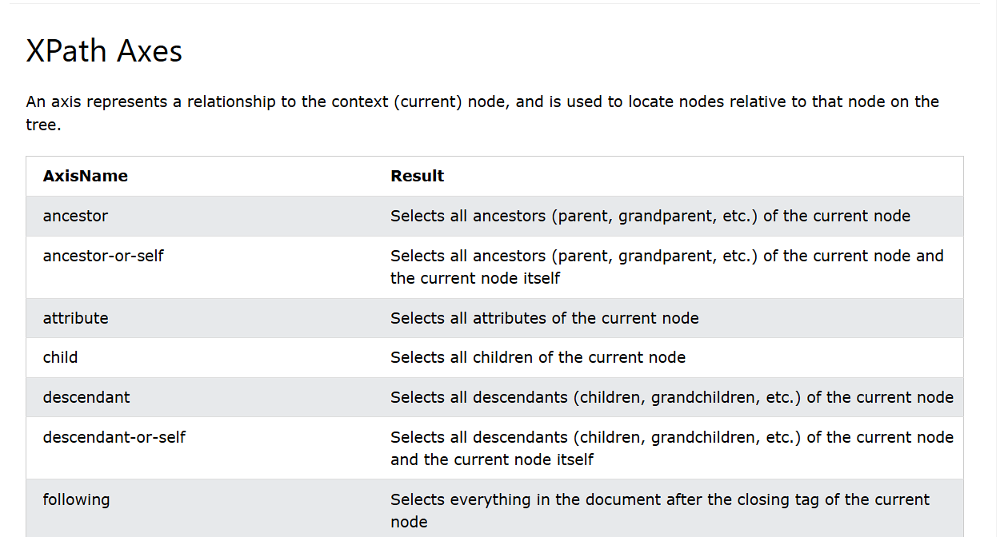 XPath Axes
An axis represents a relationship to the context (current) node, and is used to locate nodes relative to that node on the
tree.
AxisName Result
ancestor Selects all ancestors (parent, grandparent, etc.) of the current node
ancestor-or-self Selects all ancestors (parent, grandparent, etc.) of the current node and
the current node itself
attribute Selects all attributes of the current node
child Selects all children of the current node
descendant Selects all descendants (children, grandchildren, etc.) of the current node
descendant-or-self Selects all descendants (children, grandchildren, etc.) of the current node
and the current node itself
following Selects everything in the document after the closing tag of the current
node